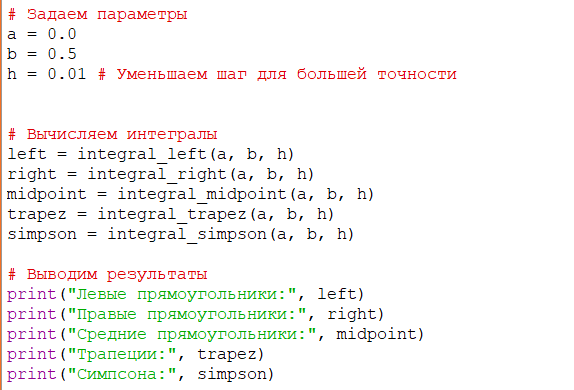 # Задаем параметры
a = 0.0
b = 0.5
h = 0.01 # Уменьшаем шаг для большей точности
# Вычисляем интегралы
left = integral_left(a, b, h)
right = integral_right(a, b, h)
midpoint = integral_midpoint(a, b, h)
trapez = integral_trapez(a, b, h)
simpson = integral_simpson(a, b, h)
# Выводим результаты
print("Левые прямоугольники:", left)
print("Правые прямоугольники:", right)
print("Средние прямоугольники:", midpoint)
print("Трапеции:", trapez)
print("Симпсона:", simpson)